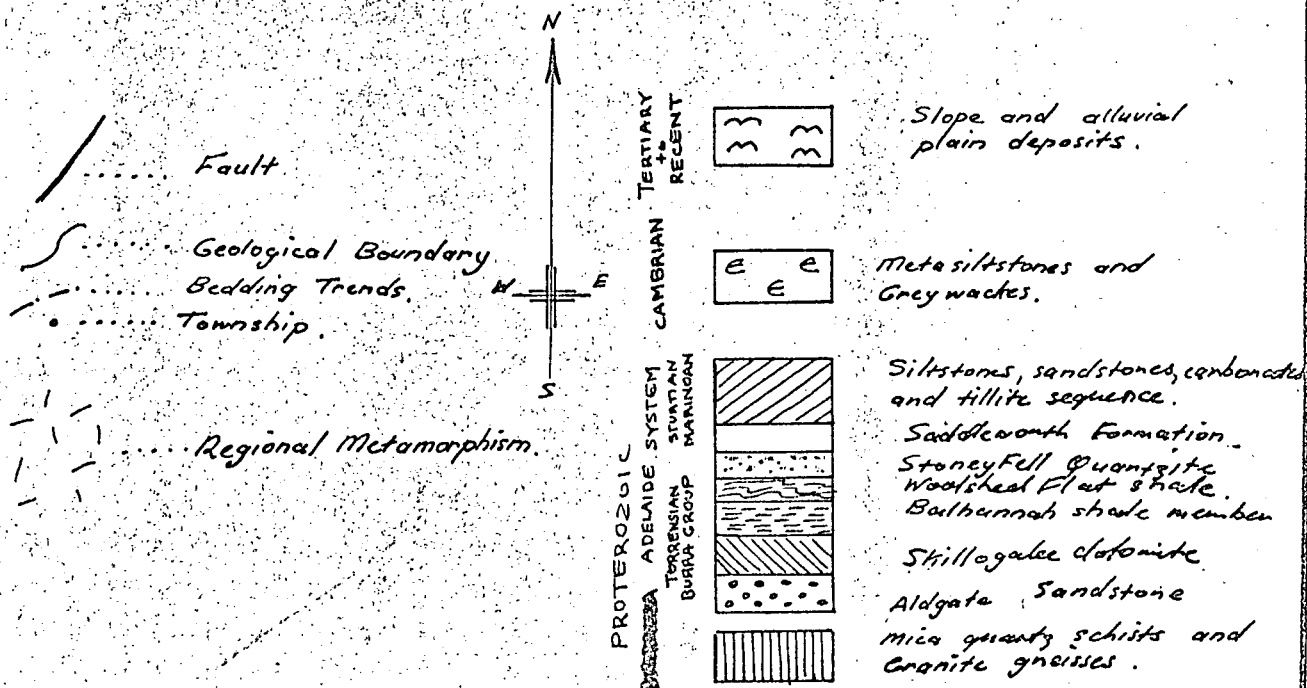 N
Fault.
Geological Boundary
Bedding Trends.
Township.
Regional Metamorphism.
W
E
S
TERTIARY
to
RECENT
Slope and alluvial
plain deposits.
CAMBRIAN
Є Є
Є
Metasiltstones and
Greywackes.
PROTEROZOIC
ADELAIDE SYSTEM
STURTIAN
MARINOAN
TORRENSIAN
BURRA GROUP
Siltstones, sandstones, carbonates
and tillite sequence.
Saddleworth Formation.
StoneyFell Quartzite
Woolshed Flat shale.
Balhannah shale member
Skillogalee dolomite
Aldgate Sandstone
Mica quartz schists and
Granite gneisses.